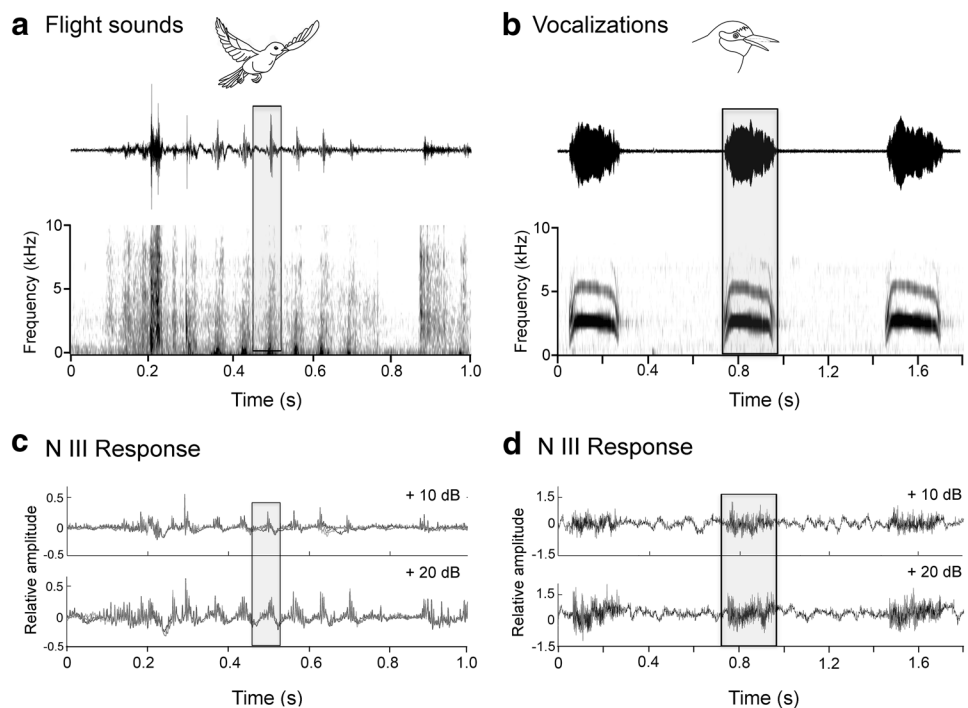 a Flight sounds
10
5
0
Frequency (kHz)
0 0.2 0.4 0.6 0.8 1.0
Time (s)
b Vocalizations
10
5
0
Frequency (kHz)
0 0.4 0.8 1.2 1.6
Time (s)
c N III Response
+ 10 dB
0.5
0
-0.5
+ 20 dB
0.5
0
-0.5
Relative amplitude
0 0.2 0.4 0.6 0.8 1.0
Time (s)
d N III Response
+ 10 dB
1.5
0
-1.5
+ 20 dB
1.5
0
-1.5
Relative amplitude
0 0.4 0.8 1.2 1.6
Time (s)